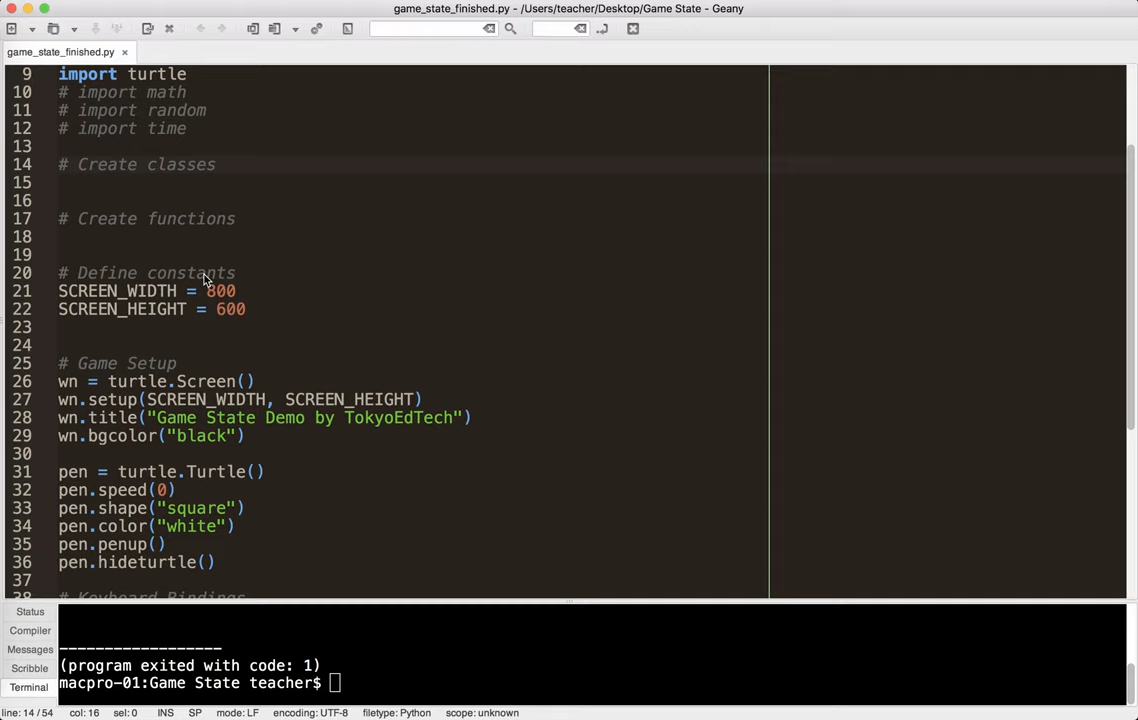 game_state_finished.py - /Users/teacher/Desktop/Game State - Geany
game_state_finished.py
9 import turtle
10 # import math
11 # import random
12 # import time
13
14 # Create classes
15
16
17 # Create functions
18
19
20 # Define constants
21 SCREEN_WIDTH = 800
22 SCREEN_HEIGHT = 600
23
24
25 # Game Setup
26 wn = turtle.Screen()
27 wn.setup(SCREEN_WIDTH, SCREEN_HEIGHT)
28 wn.title("Game State Demo by TokyoEdTech")
29 wn.bgcolor("black")
30
31 pen = turtle.Turtle()
32 pen.speed(0)
33 pen.shape("square")
34 pen.color("white")
35 pen.penup()
36 pen.hideturtle()
37
38 # Keyboard Bindings
Status
Compiler
Messages
Scribble
Terminal
------------------
(program exited with code: 1)
macpro-01:Game State teacher$
line: 14 / 54 col: 16 sel: 0 INS SP mode: LF encoding: UTF-8 filetype: Python scope: unknown